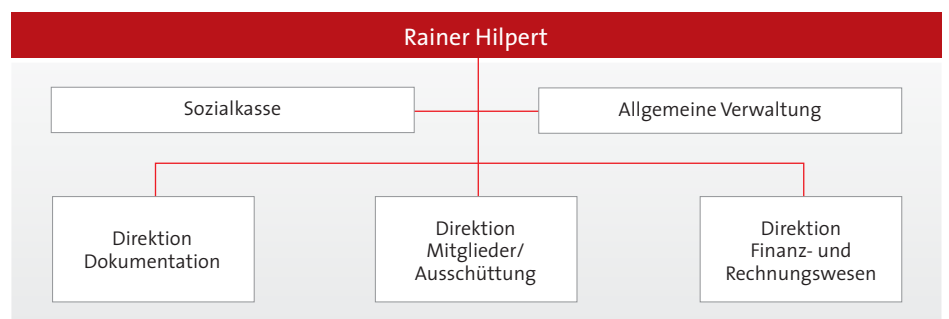 Rainer Hilpert
Sozialkasse
Allgemeine Verwaltung
Direktion
Dokumentation
Direktion
Mitglieder/
Ausschüttung
Direktion
Finanz- und
Rechnungswesen